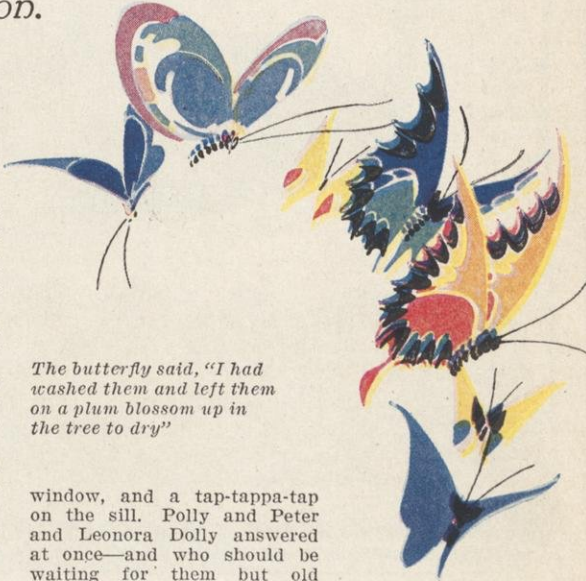 on.
The butterfly said, "I had
washed them and left them
on a plum blossom up in
the tree to dry"
window, and a tap-tappa-tap
on the sill. Polly and Peter
and Leonora Dolly answered
at once—and who should be
waiting for them but old